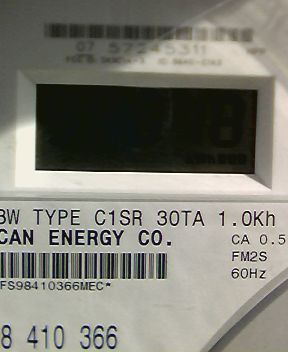 07 57245311
3W TYPE C1SR 30TA 1.0Kh
CAN ENERGY CO.
CA 0.5
FM2S
60Hz
FS98410366MEC*
8 410 366